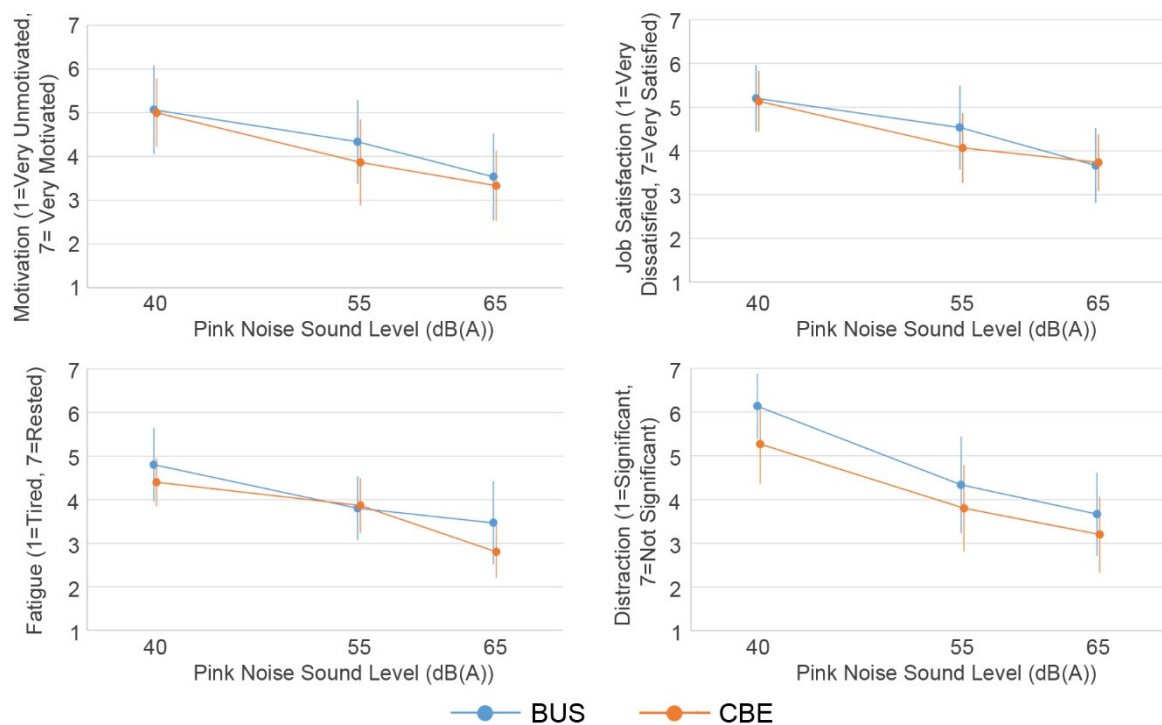 Motivation (1=Very Unmotivated,
7= Very Motivated)
7
6
5
4
3
2
1
40 55 65
Pink Noise Sound Level (dB(A))
Job Satisfaction (1=Very
Dissatisfied, 7=Very Satisfied)
7
6
5
4
3
2
1
40 55 65
Pink Noise Sound Level (dB(A))
Fatigue (1=Tired, 7=Rested)
7
6
5
4
3
2
1
40 55 65
Pink Noise Sound Level (dB(A))
Distraction (1=Significant,
7=Not Significant)
7
6
5
4
3
2
1
40 55 65
Pink Noise Sound Level (dB(A))
BUS CBE